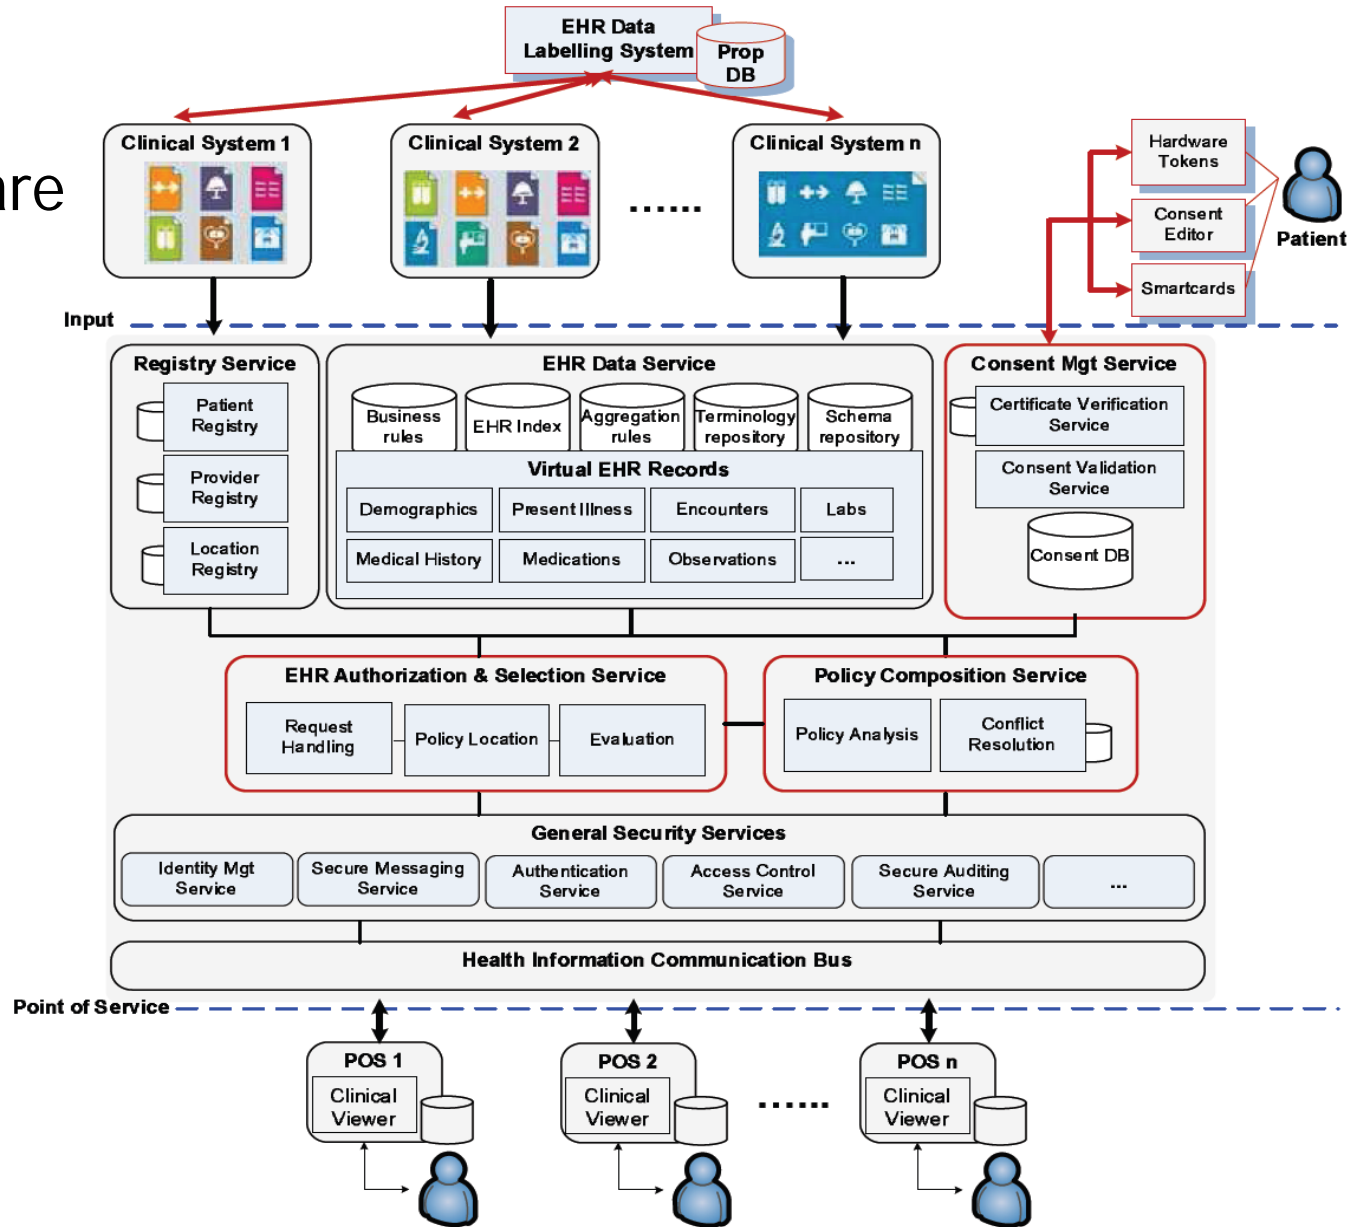 EHR Data
Labelling System
Prop
DB
Clinical System 1
Clinical System 2
Clinical System n
are
......
Hardware
Tokens
Consent
Editor
Smartcards
Patient
Input
Registry Service
Patient
Registry
Provider
Registry
Location
Registry
EHR Data Service
Business
rules
EHR Index
Aggregation
rules
Terminology
repository
Schema
repository
Virtual EHR Records
Demographics
Present Illness
Encounters
Labs
Medical History
Medications
Observations
...
Consent Mgt Service
Certificate Verification
Service
Consent Validation
Service
Consent DB
EHR Authorization & Selection Service
Request
Handling
Policy Location
Evaluation
Policy Composition Service
Policy Analysis
Conflict
Resolution
General Security Services
Identity Mgt
Service
Secure Messaging
Service
Authentication
Service
Access Control
Service
Secure Auditing
Service
...
Health Information Communication Bus
Point of Service
POS 1
Clinical
Viewer
POS 2
Clinical
Viewer
......
POS n
Clinical
Viewer